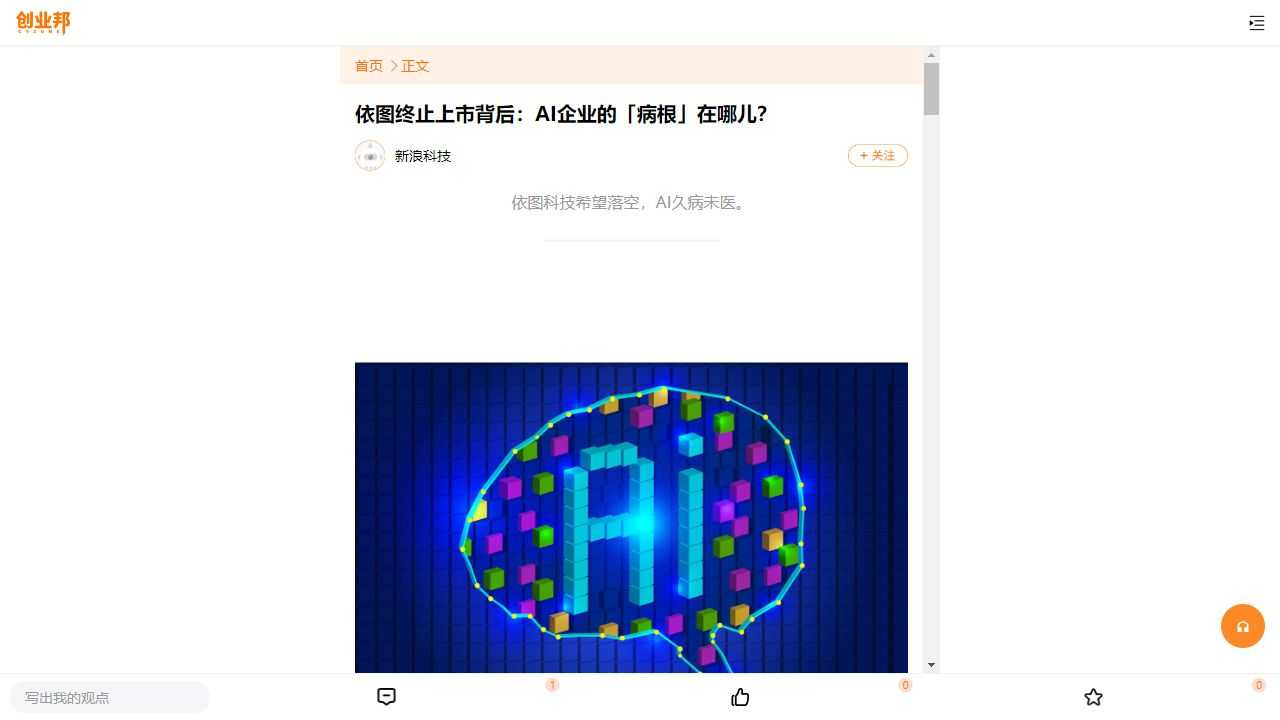 创业邦
CYZONE
首页 >正文
依图终止上市背后：AI企业的「病根」在哪儿？
新浪科技
+ 关注
依图科技希望落空，AI久病未医。
Ai
写出我的观点
1
0
0